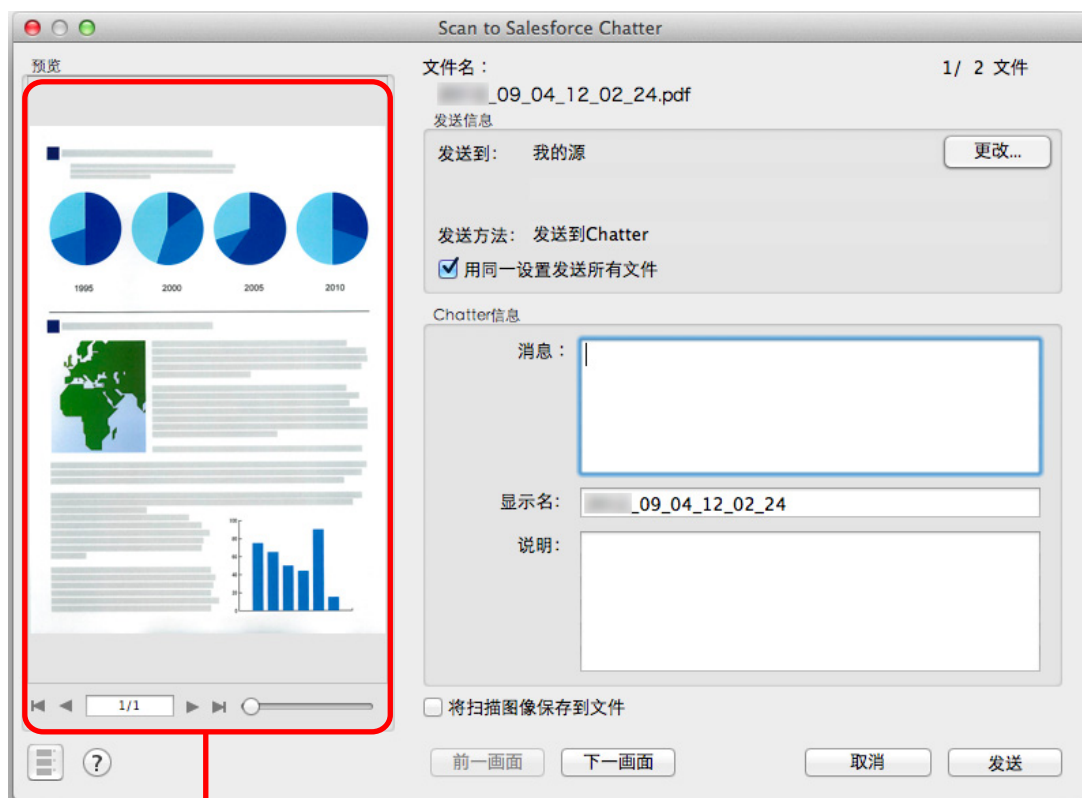 Scan to Salesforce Chatter
预览
1995 2000 2005 2010
1/1
?
文件名：
1/ 2 文件
_09_04_12_02_24.pdf
发送信息
发送到： 我的源
更改...
发送方法： 发送到Chatter
用同一设置发送所有文件
Chatter信息
消息：
显示名： _09_04_12_02_24
说明：
将扫描图像保存到文件
前一画面 下一画面 取消 发送